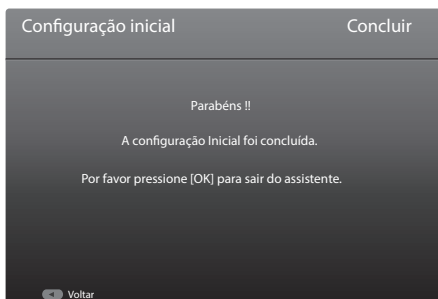 Configuração inicial
Concluir
Parabéns !!
A configuração Inicial foi concluída.
Por favor pressione [OK] para sair do assistente.
Voltar